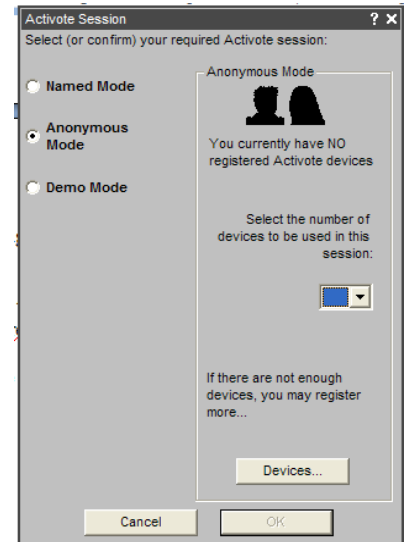 Activote Session
? ×
Select (or confirm) your required Activote session:
Named Mode
Anonymous
Mode
Demo Mode
Anonymous Mode
You currently have NO
registered Activote devices
Select the number of
devices to be used in this
session:
If there are not enough
devices, you may register
more...
Devices...
Cancel
OK